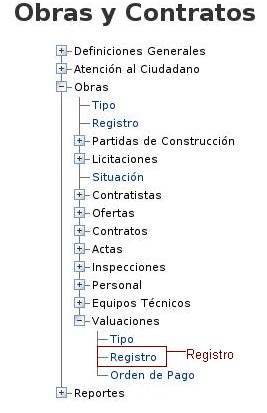 Obras y Contratos
Definiciones Generales
Atención al Ciudadano
Obras
Tipo
Registro
Partidas de Construcción
Licitaciones
Situación
Contratistas
Ofertas
Contratos
Actas
Inspecciones
Personal
Equipos Técnicos
Valuaciones
Tipo
Registro Registro
Orden de Pago
Reportes